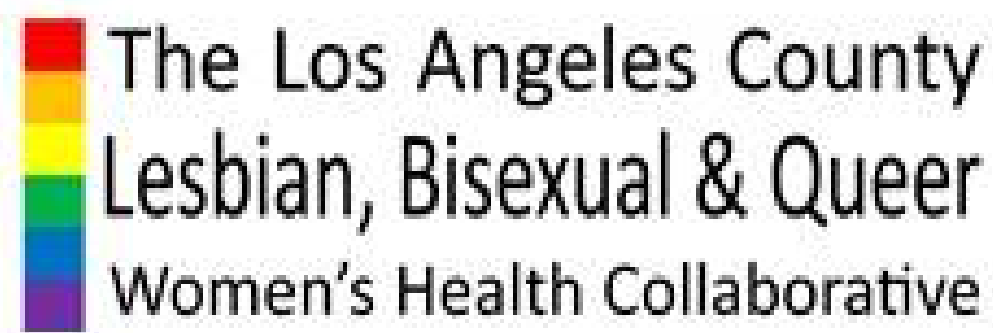 The Los Angeles County
Lesbian, Bisexual & Queer
Women's Health Collaborative